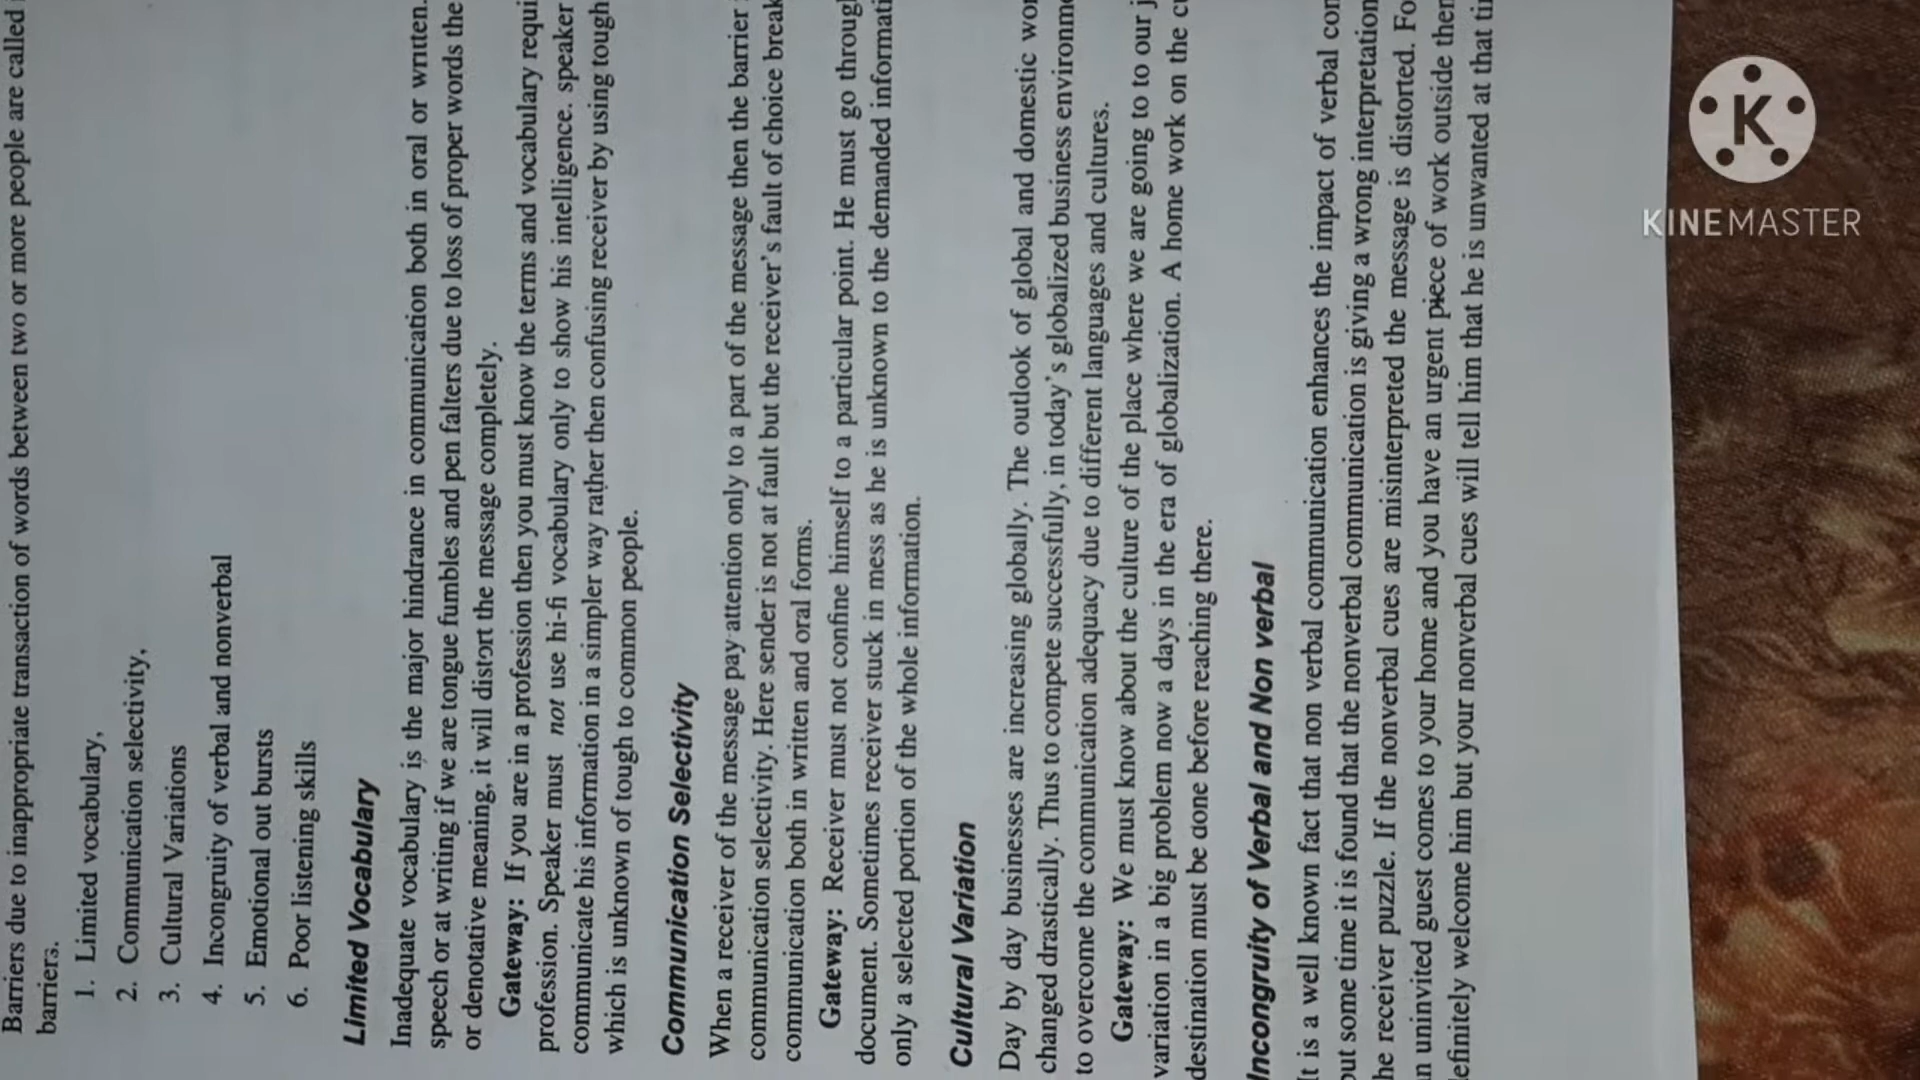 Barriers due to inappropriate transaction of words between two or more people are called
barriers.
1. Limited vocabulary,
2. Communication selectivity,
3. Cultural Variations
4. Incongruity of verbal and nonverbal
5. Emotional out bursts
6. Poor listening skills
Limited Vocabulary
Inadequate vocabulary is the major hindrance in communication both in oral or written.
speech or at writing if we are tongue fumbles and pen falters due to loss of proper words the
or denotative meaning, it will distort the message completely.
Gateway: If you are in a profession then you must know the terms and vocabulary requi
profession. Speaker must not use hi-fi vocabulary only to show his intelligence. speaker
communicate his information in a simpler way rather then confusing receiver by using tough
which is unknown of tough to common people.
Communication Selectivity
When a receiver of the message pay attention only to a part of the message then the barrier
communication selectivity. Here sender is not at fault but the receiver's fault of choice break
communication both in written and oral forms.
Gateway: Receiver must not confine himself to a particular point. He must go throug
document. Sometimes receiver stuck in mess as he is unknown to the demanded informati
only a selected portion of the whole information.
Cultural Variation
Day by day businesses are increasing globally. The outlook of global and domestic wor
changed drastically. Thus to compete successfully, in today's globalized business environme
to overcome the communication adequacy due to different languages and cultures.
Gateway: We must know about the culture of the place where we are going to to our j
variation in a big problem now a days in the era of globalization. A home work on the cu
destination must be done before reaching there.
Incongruity of Verbal and Non verbal
It is a well known fact that non verbal communication enhances the impact of verbal com
but some time it is found that the nonverbal communication is giving a wrong interpretation
he receiver puzzle. If the nonverbal cues are misinterpreted the message is distorted. Fo
n uninvited guest comes to your home and you have an urgent piece of work outside then
efinitely welcome him but your nonverbal cues will tell him that he is unwanted at that ti
K
KINEMASTER